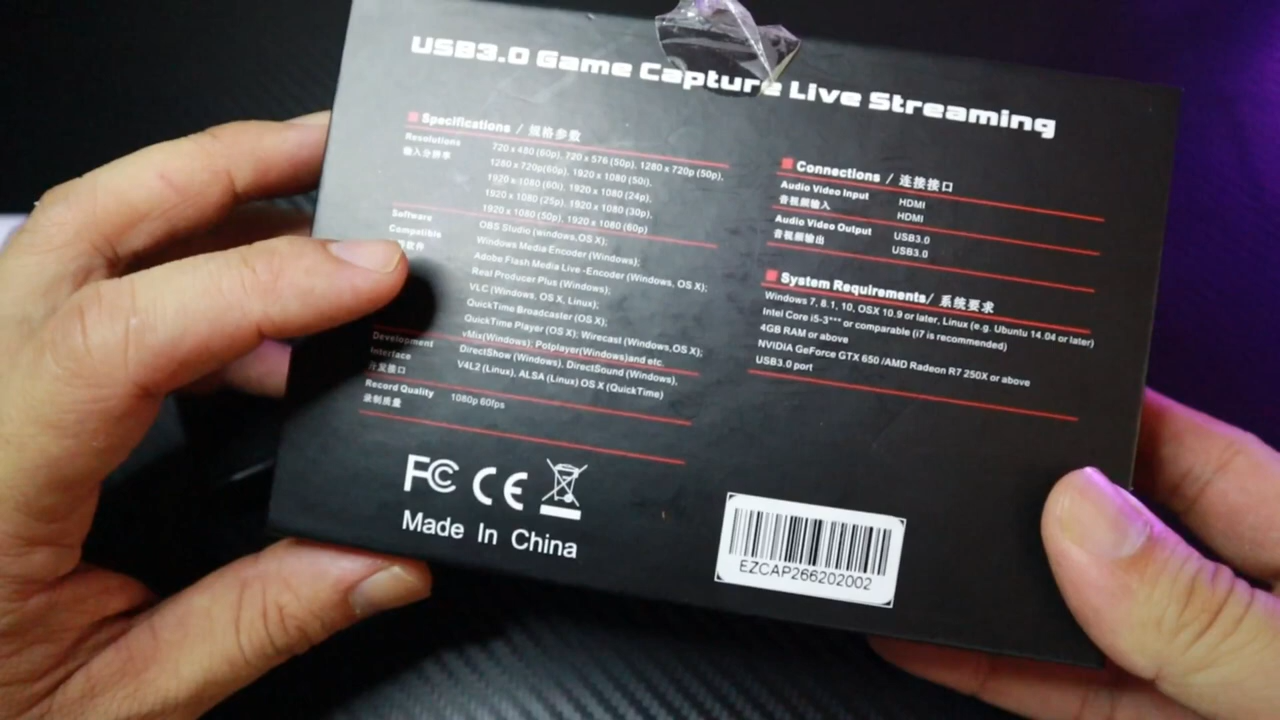 USB3.0 Game Capture Live Streaming
Specifications / 规格参数
Resolutions
输入分辨率
720 x 480 (60p), 720 x 576 (50p), 1280 x 720p (50p),
1280 x 720p(60p), 1920 x 1080 (50i),
1920 x 1080 (60i), 1920 x 1080 (24p),
1920 x 1080 (25p), 1920 x 1080 (30p),
1920 x 1080 (50p), 1920 x 1080 (60p)
Software
Compatible
软件
OBS Studio (windows,OS X);
Windows Media Encoder (Windows);
Adobe Flash Media Live -Encoder (Windows, OS X);
Real Producer Plus (Windows);
VLC (Windows, OS X, Linux);
QuickTime Broadcaster (OS X);
QuickTime Player (OS X); Wirecast (Windows,OS X);
vMix(Windows); Potplayer(Windows)and etc.
Development
Interface
开发接口
DirectShow (Windows), DirectSound (Windows),
V4L2 (Linux), ALSA (Linux) OS X (QuickTime)
Record Quality
录制质量
1080p 60fps
FC CE
Made In China
Connections / 连接接口
Audio Video Input HDMI
音视频输入 HDMI
Audio Video Output USB3.0
音视频输出 USB3.0
System Requirements/ 系统要求
Windows 7, 8.1, 10, OSX 10.9 or later, Linux (e.g. Ubuntu 14.04 or later)
Intel Core i5-3*** or comparable (i7 is recommended)
4GB RAM or above
NVIDIA GeForce GTX 650 /AMD Radeon R7 250X or above
USB3.0 port
EZCAP266202002